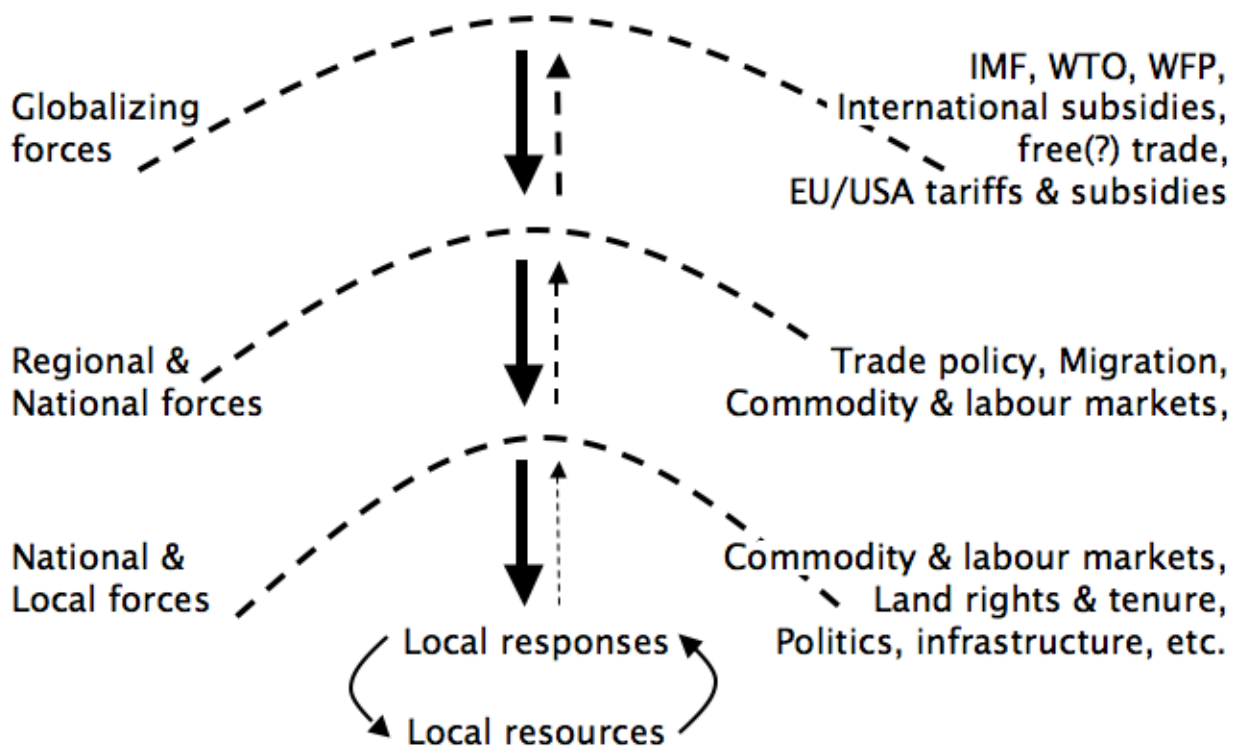 Globalizing
forces
IMF, WTO, WFP,
International subsidies,
free(?) trade,
EU/USA tariffs & subsidies
Regional &
National forces
Trade policy, Migration,
Commodity & labour markets,
National &
Local forces
Commodity & labour markets,
Land rights & tenure,
Politics, infrastructure, etc.
Local responses
Local resources